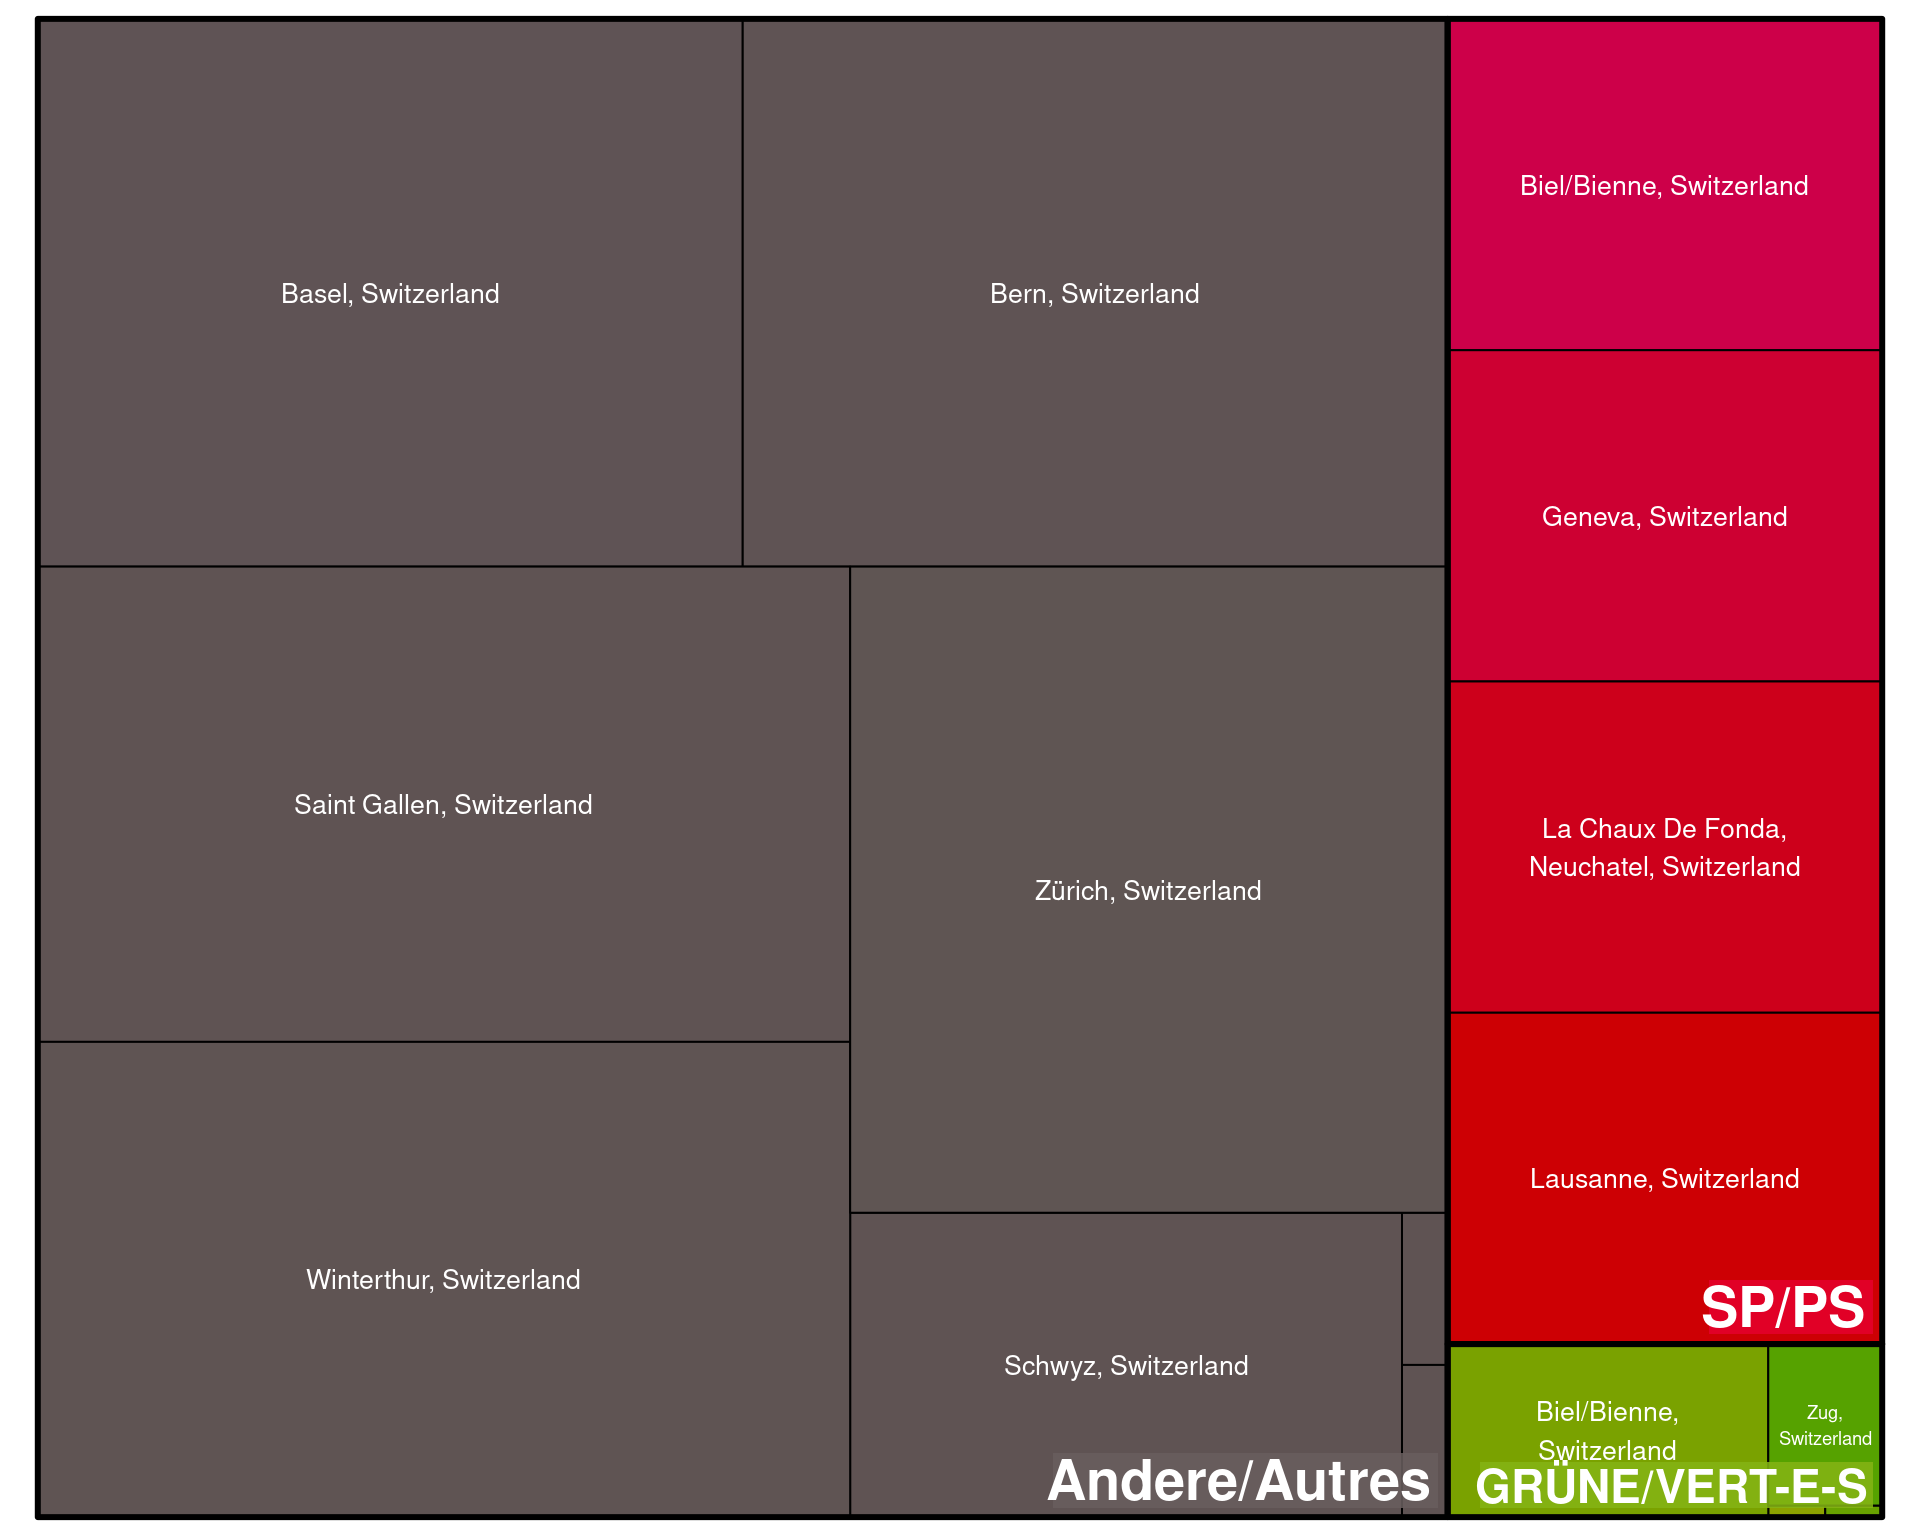 Basel, Switzerland
Bern, Switzerland
Biel/Bienne, Switzerland
Geneva, Switzerland
Saint Gallen, Switzerland
Zürich, Switzerland
La Chaux De Fonda,
Neuchatel, Switzerland
Lausanne, Switzerland
SP/PS
Winterthur, Switzerland
Schwyz, Switzerland
Andere/Autres
Biel/Bienne,
Switzerland
Zug,
Switzerland
GRÜNE/VERT-E-S